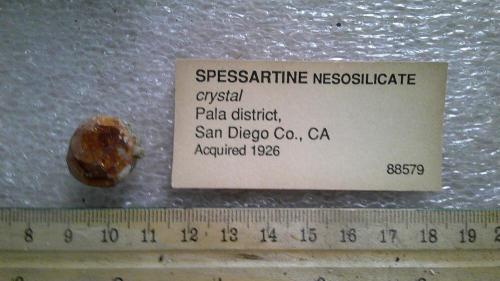 SPESSARTINE NESOSILICATE
crystal
Pala district,
San Diego Co., CA
Acquired 1926
88579
8 9 10 11 12 13 14 15 16 17 18 19